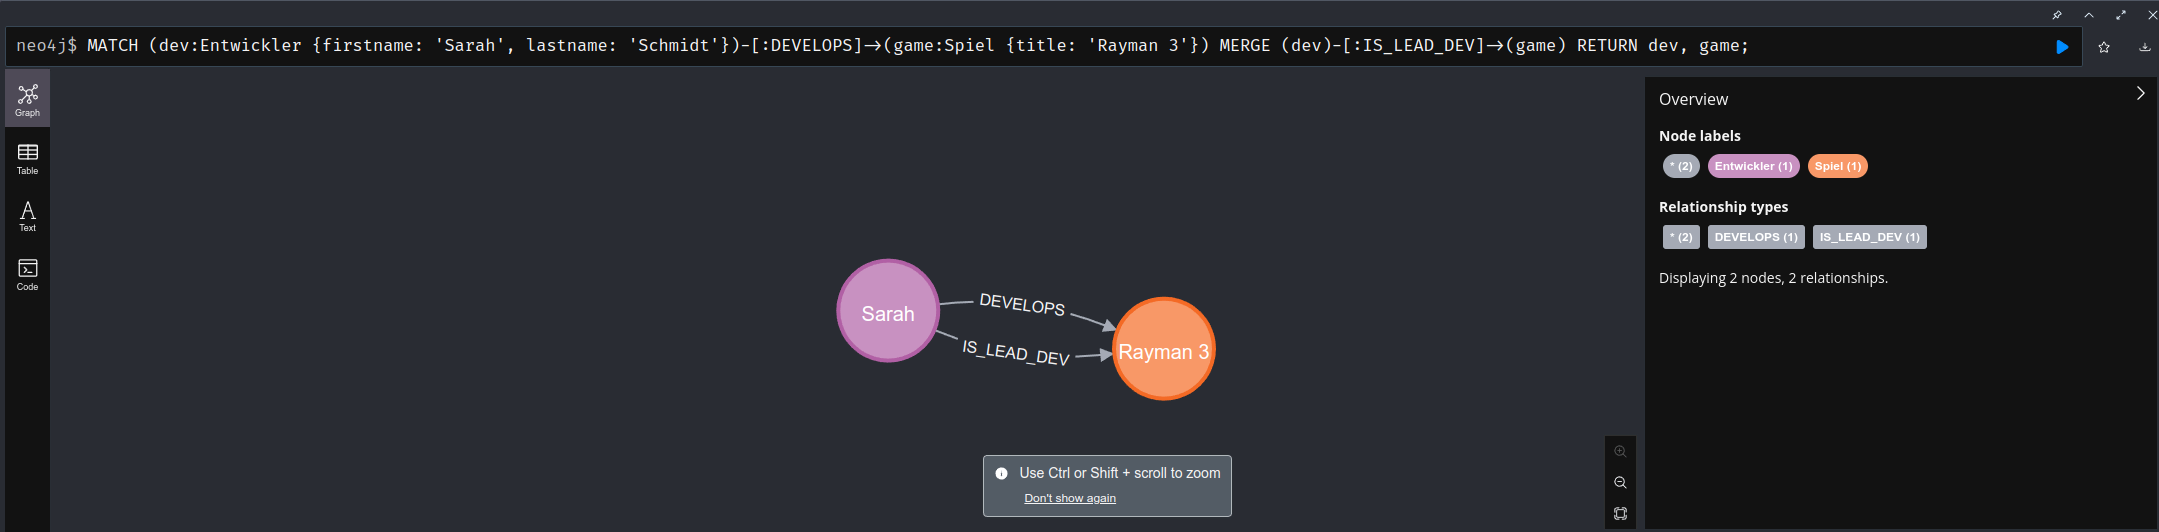 neo4j$ MATCH (dev:Entwickler {firstname: 'Sarah', lastname: 'Schmidt'})-[:DEVELOPS]->(game:Spiel {title: 'Rayman 3'}) MERGE (dev)-[:IS_LEAD_DEV]->(game) RETURN dev, game;
Graph
Table
Text
Code
Sarah
DEVELOPS
IS_LEAD_DEV
Rayman 3
Use Ctrl or Shift + scroll to zoom
Don't show again
Overview
Node labels
* (2) Entwickler (1) Spiel (1)
Relationship types
* (2) DEVELOPS (1) IS_LEAD_DEV (1)
Displaying 2 nodes, 2 relationships.